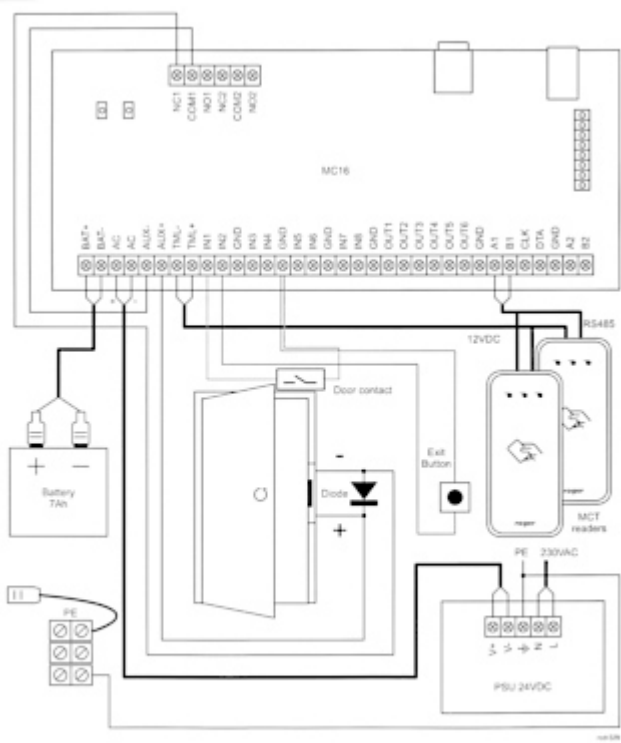 NC1 COM1 NO1 NC2 COM2 NO2
MC16
BAT+ BAT- AC AC AUX- AUX+ TML- TML+ IN1 IN2 GND IN3 IN4 GND IN5 IN6 GND IN7 IN8 GND OUT1 OUT2 OUT3 OUT4 OUT5 OUT6 GND A1 B1 CLK DTA GND A2 B2
+ -
RS485
12VDC
Door contact
Exit
Button
-
+ -
Battery
7Ah
Diode
+
roger
MCT
readers
PE 230VAC
PE
V+ V- N L
PSU 24VDC